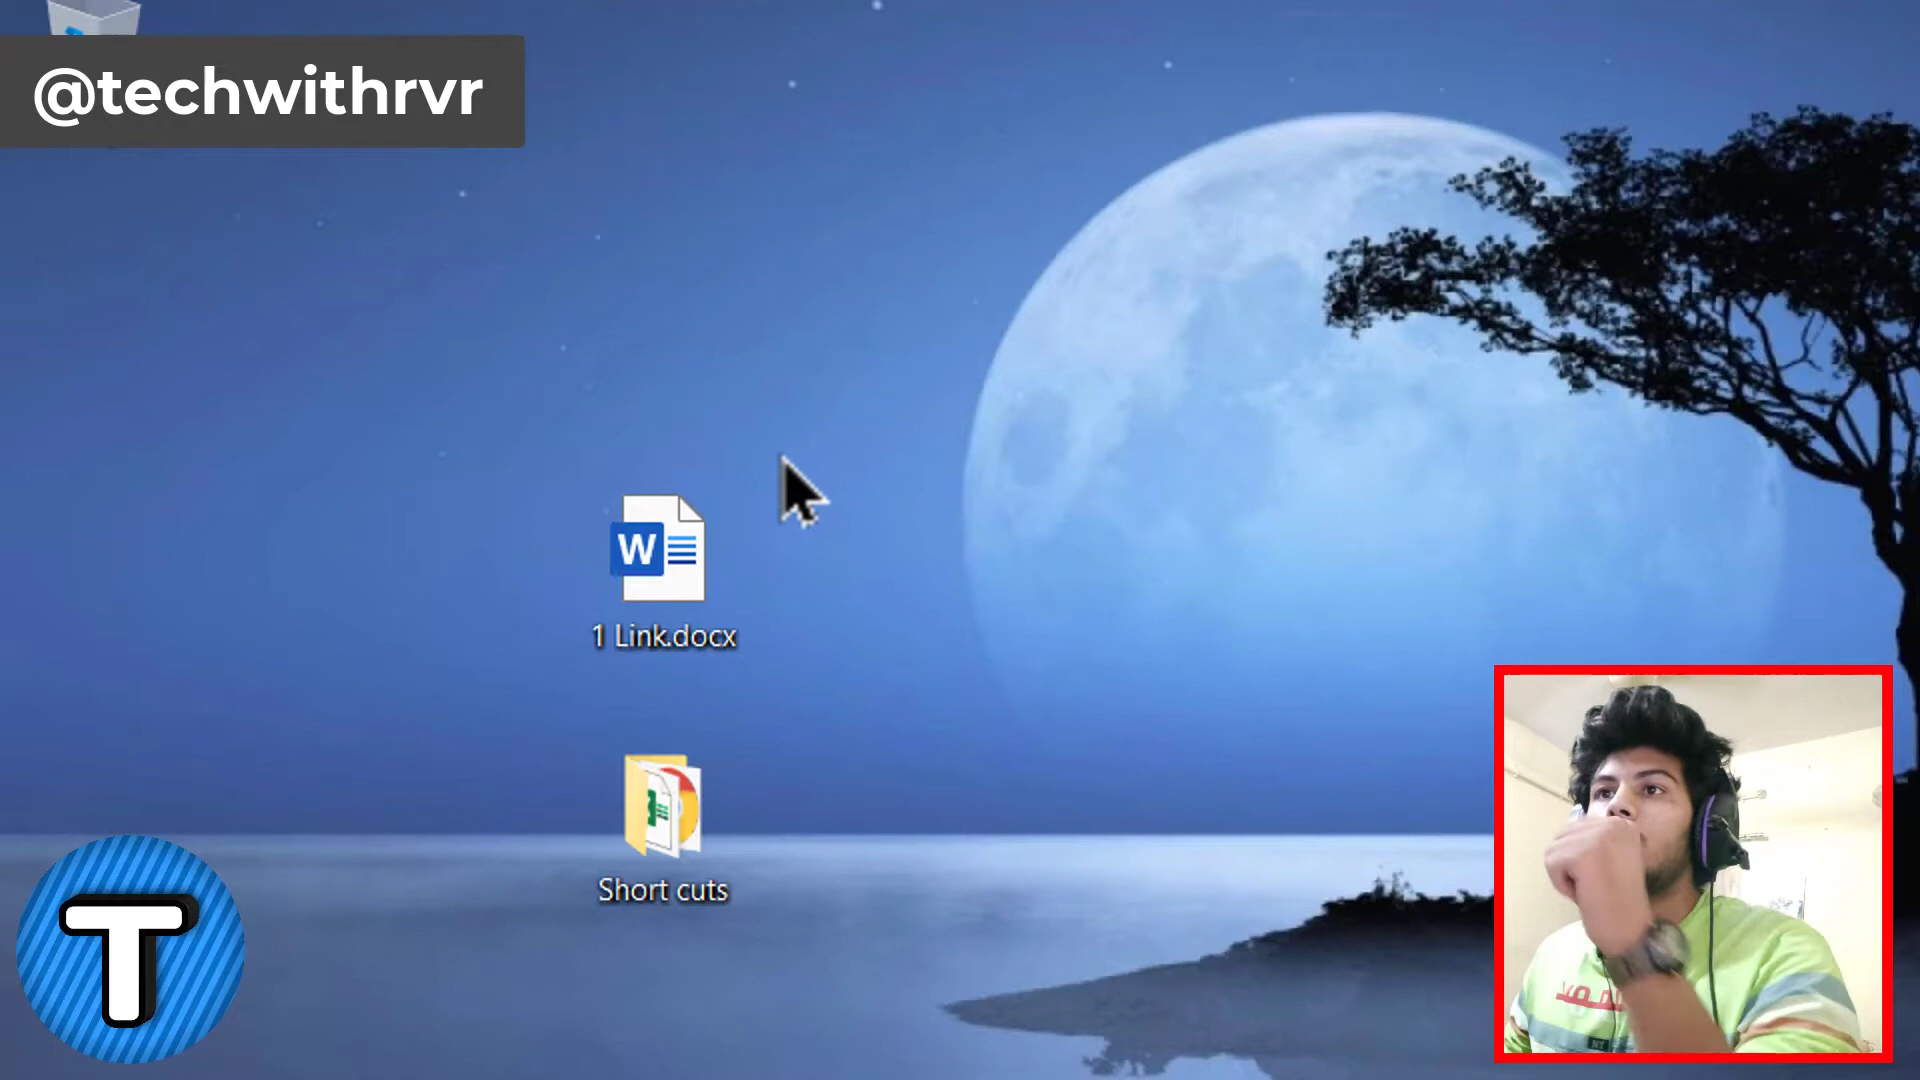 @techwithrvr
W
1 Link.docx
Short cuts
T